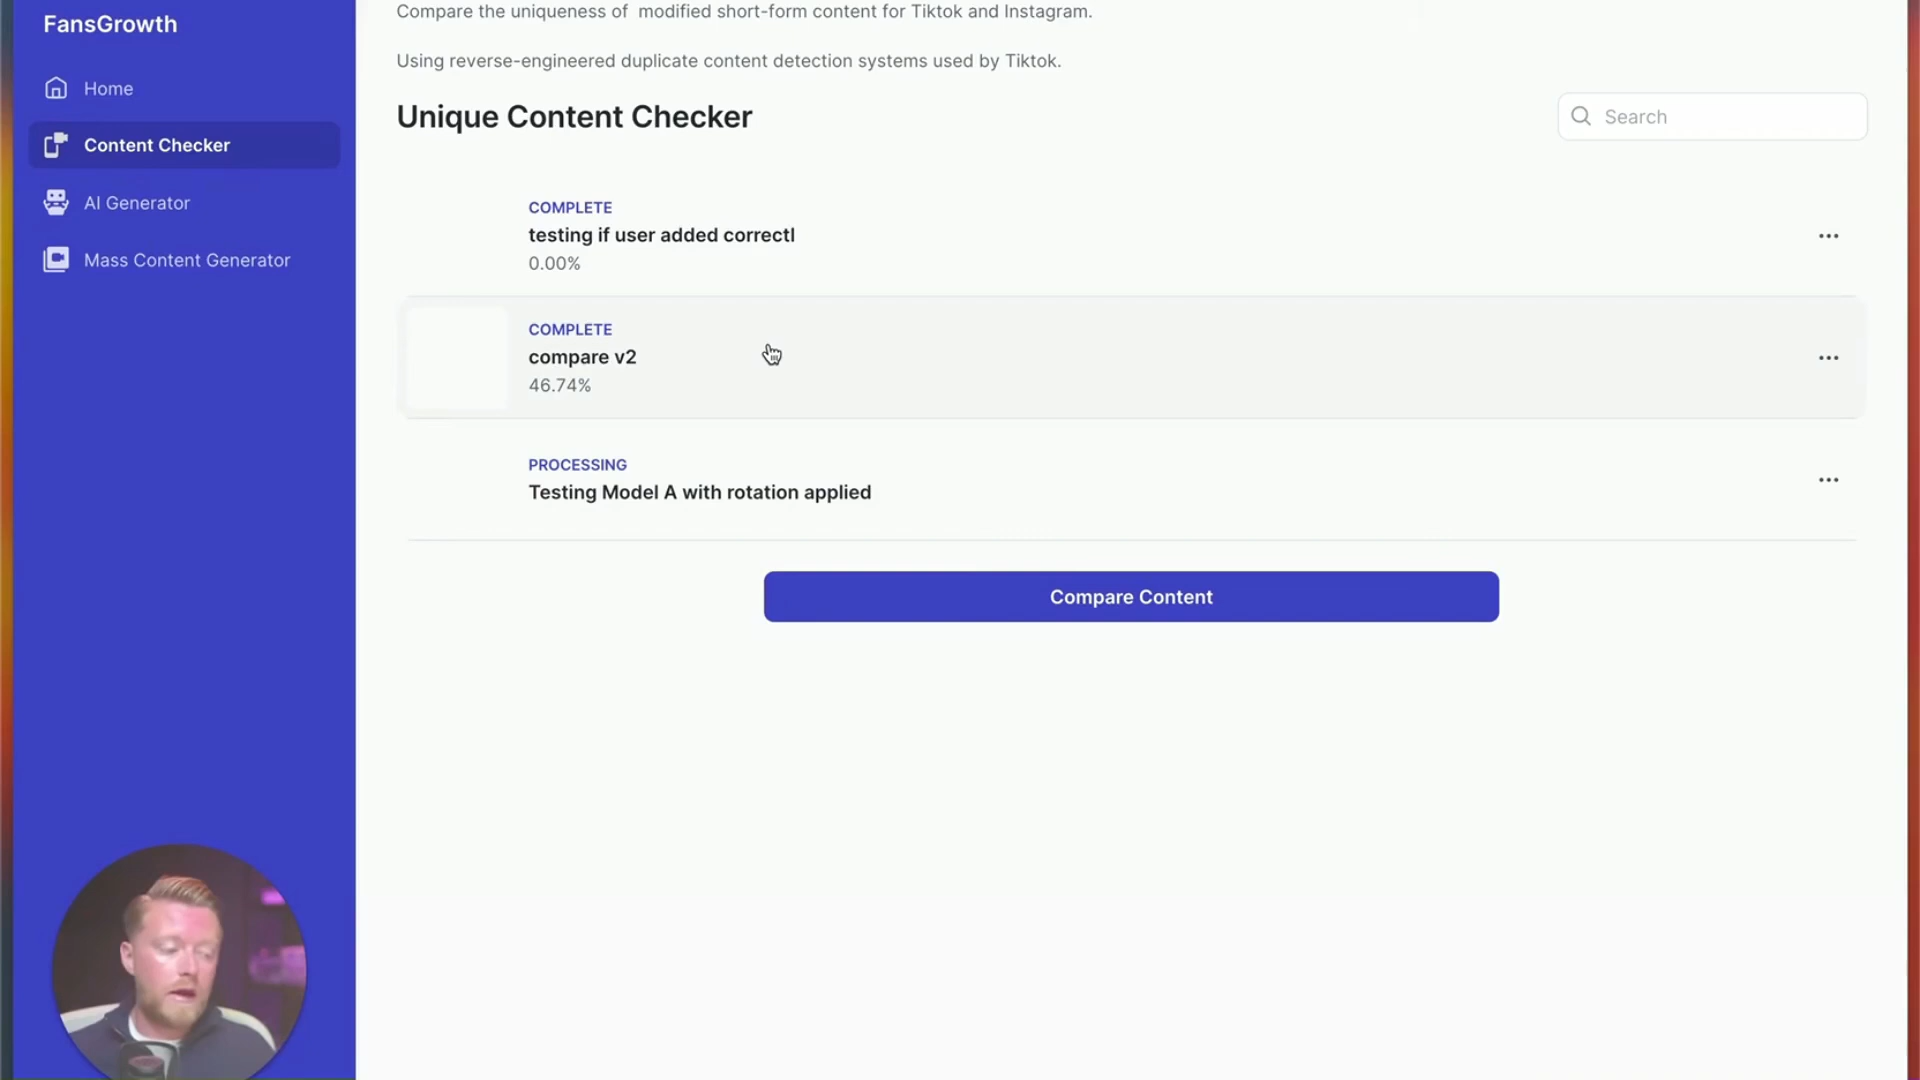 FansGrowth
Home
Content Checker
AI Generator
Mass Content Generator
Compare the uniqueness of  modified short-form content for Tiktok and Instagram.
Using reverse-engineered duplicate content detection systems used by Tiktok.
Unique Content Checker
Search
COMPLETE
testing if user added correctl
0.00%
COMPLETE
compare v2
46.74%
PROCESSING
Testing Model A with rotation applied
Compare Content